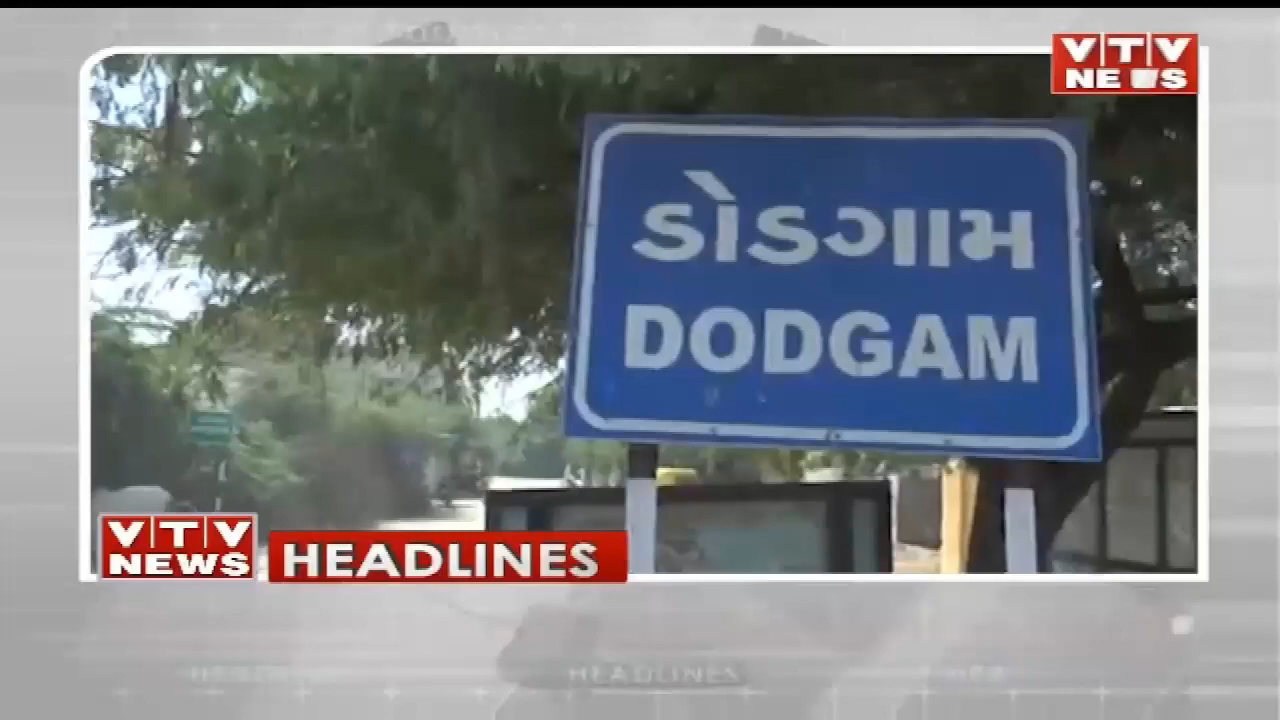 VTV
NEWS
ડોડગામ
DODGAM
VTV
NEWS
HEADLINES
HEADLINES